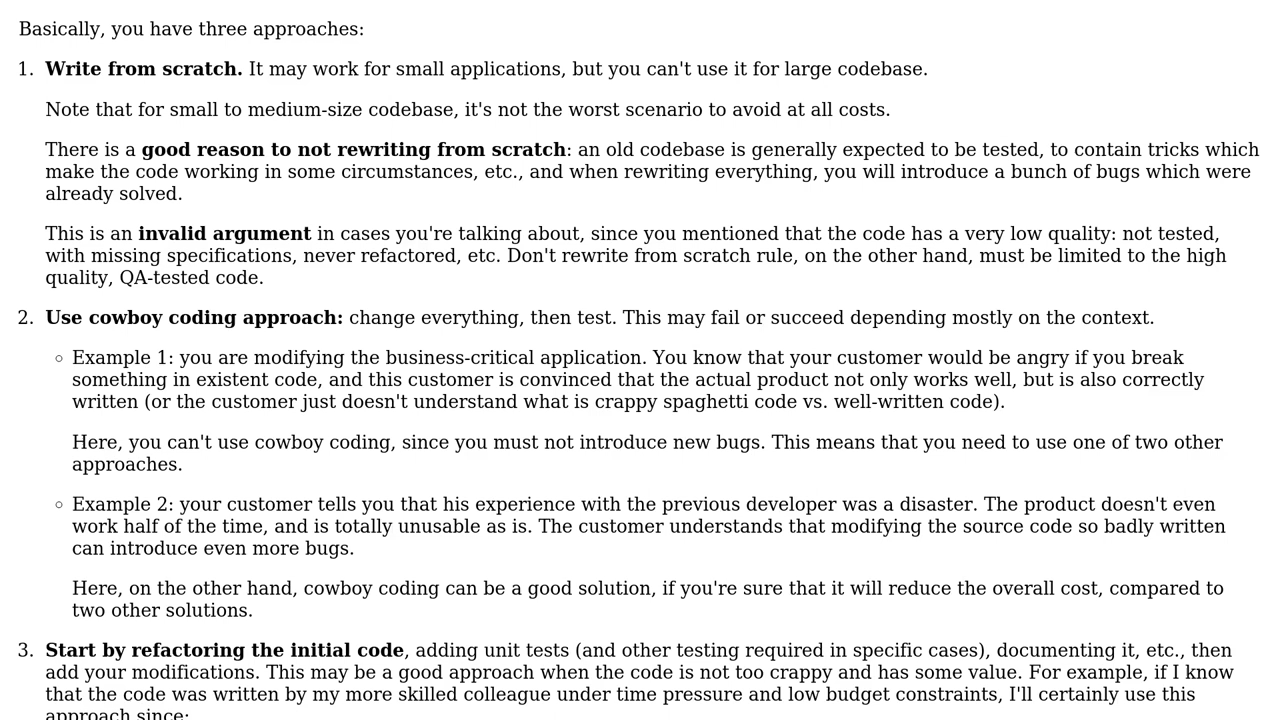 Basically, you have three approaches:
1. Write from scratch. It may work for small applications, but you can't use it for large codebase.
Note that for small to medium-size codebase, it's not the worst scenario to avoid at all costs.
There is a good reason to not rewriting from scratch: an old codebase is generally expected to be tested, to contain tricks which
make the code working in some circumstances, etc., and when rewriting everything, you will introduce a bunch of bugs which were
already solved.
This is an invalid argument in cases you're talking about, since you mentioned that the code has a very low quality: not tested,
with missing specifications, never refactored, etc. Don't rewrite from scratch rule, on the other hand, must be limited to the high
quality, QA-tested code.
2. Use cowboy coding approach: change everything, then test. This may fail or succeed depending mostly on the context.
◦ Example 1: you are modifying the business-critical application. You know that your customer would be angry if you break
something in existent code, and this customer is convinced that the actual product not only works well, but is also correctly
written (or the customer just doesn't understand what is crappy spaghetti code vs. well-written code).
Here, you can't use cowboy coding, since you must not introduce new bugs. This means that you need to use one of two other
approaches.
◦ Example 2: your customer tells you that his experience with the previous developer was a disaster. The product doesn't even
work half of the time, and is totally unusable as is. The customer understands that modifying the source code so badly written
can introduce even more bugs.
Here, on the other hand, cowboy coding can be a good solution, if you're sure that it will reduce the overall cost, compared to
two other solutions.
3. Start by refactoring the initial code, adding unit tests (and other testing required in specific cases), documenting it, etc., then
add your modifications. This may be a good approach when the code is not too crappy and has some value. For example, if I know
that the code was written by my more skilled colleague under time pressure and low budget constraints, I'll certainly use this
approach since: